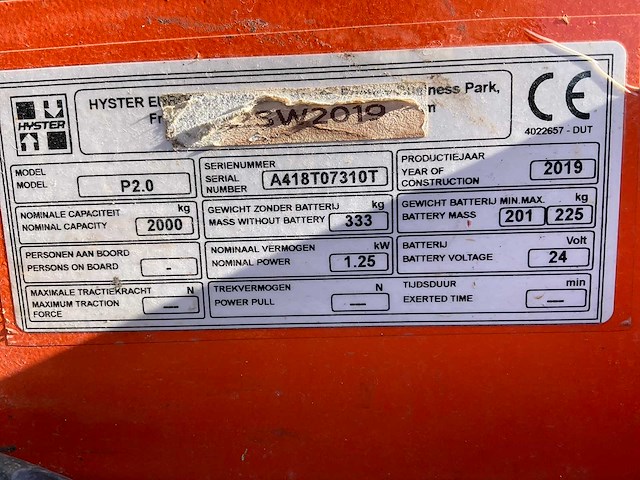 HYSTER
HYSTER
ness Park,
SW2019
CE
4022657 - DUT
MODEL
MODEL
P2.0
SERIENUMMER
SERIAL
NUMBER
A418T07310T
PRODUCTIEJAAR
YEAR OF
CONSTRUCTION
2019
NOMINALE CAPACITEIT kg
NOMINAL CAPACITY 2000
GEWICHT ZONDER BATTERIJ kg
MASS WITHOUT BATTERY 333
GEWICHT BATTERIJ MIN.MAX. kg
BATTERY MASS 201 225
PERSONEN AAN BOORD
PERSONS ON BOARD -
NOMINAAL VERMOGEN kW
NOMINAL POWER 1.25
BATTERIJ Volt
BATTERY VOLTAGE 24
MAXIMALE TRACTIEKRACHT N
MAXIMUM TRACTION
FORCE —
TREKVERMOGEN N
POWER PULL —
TIJDSDUUR min
EXERTED TIME —